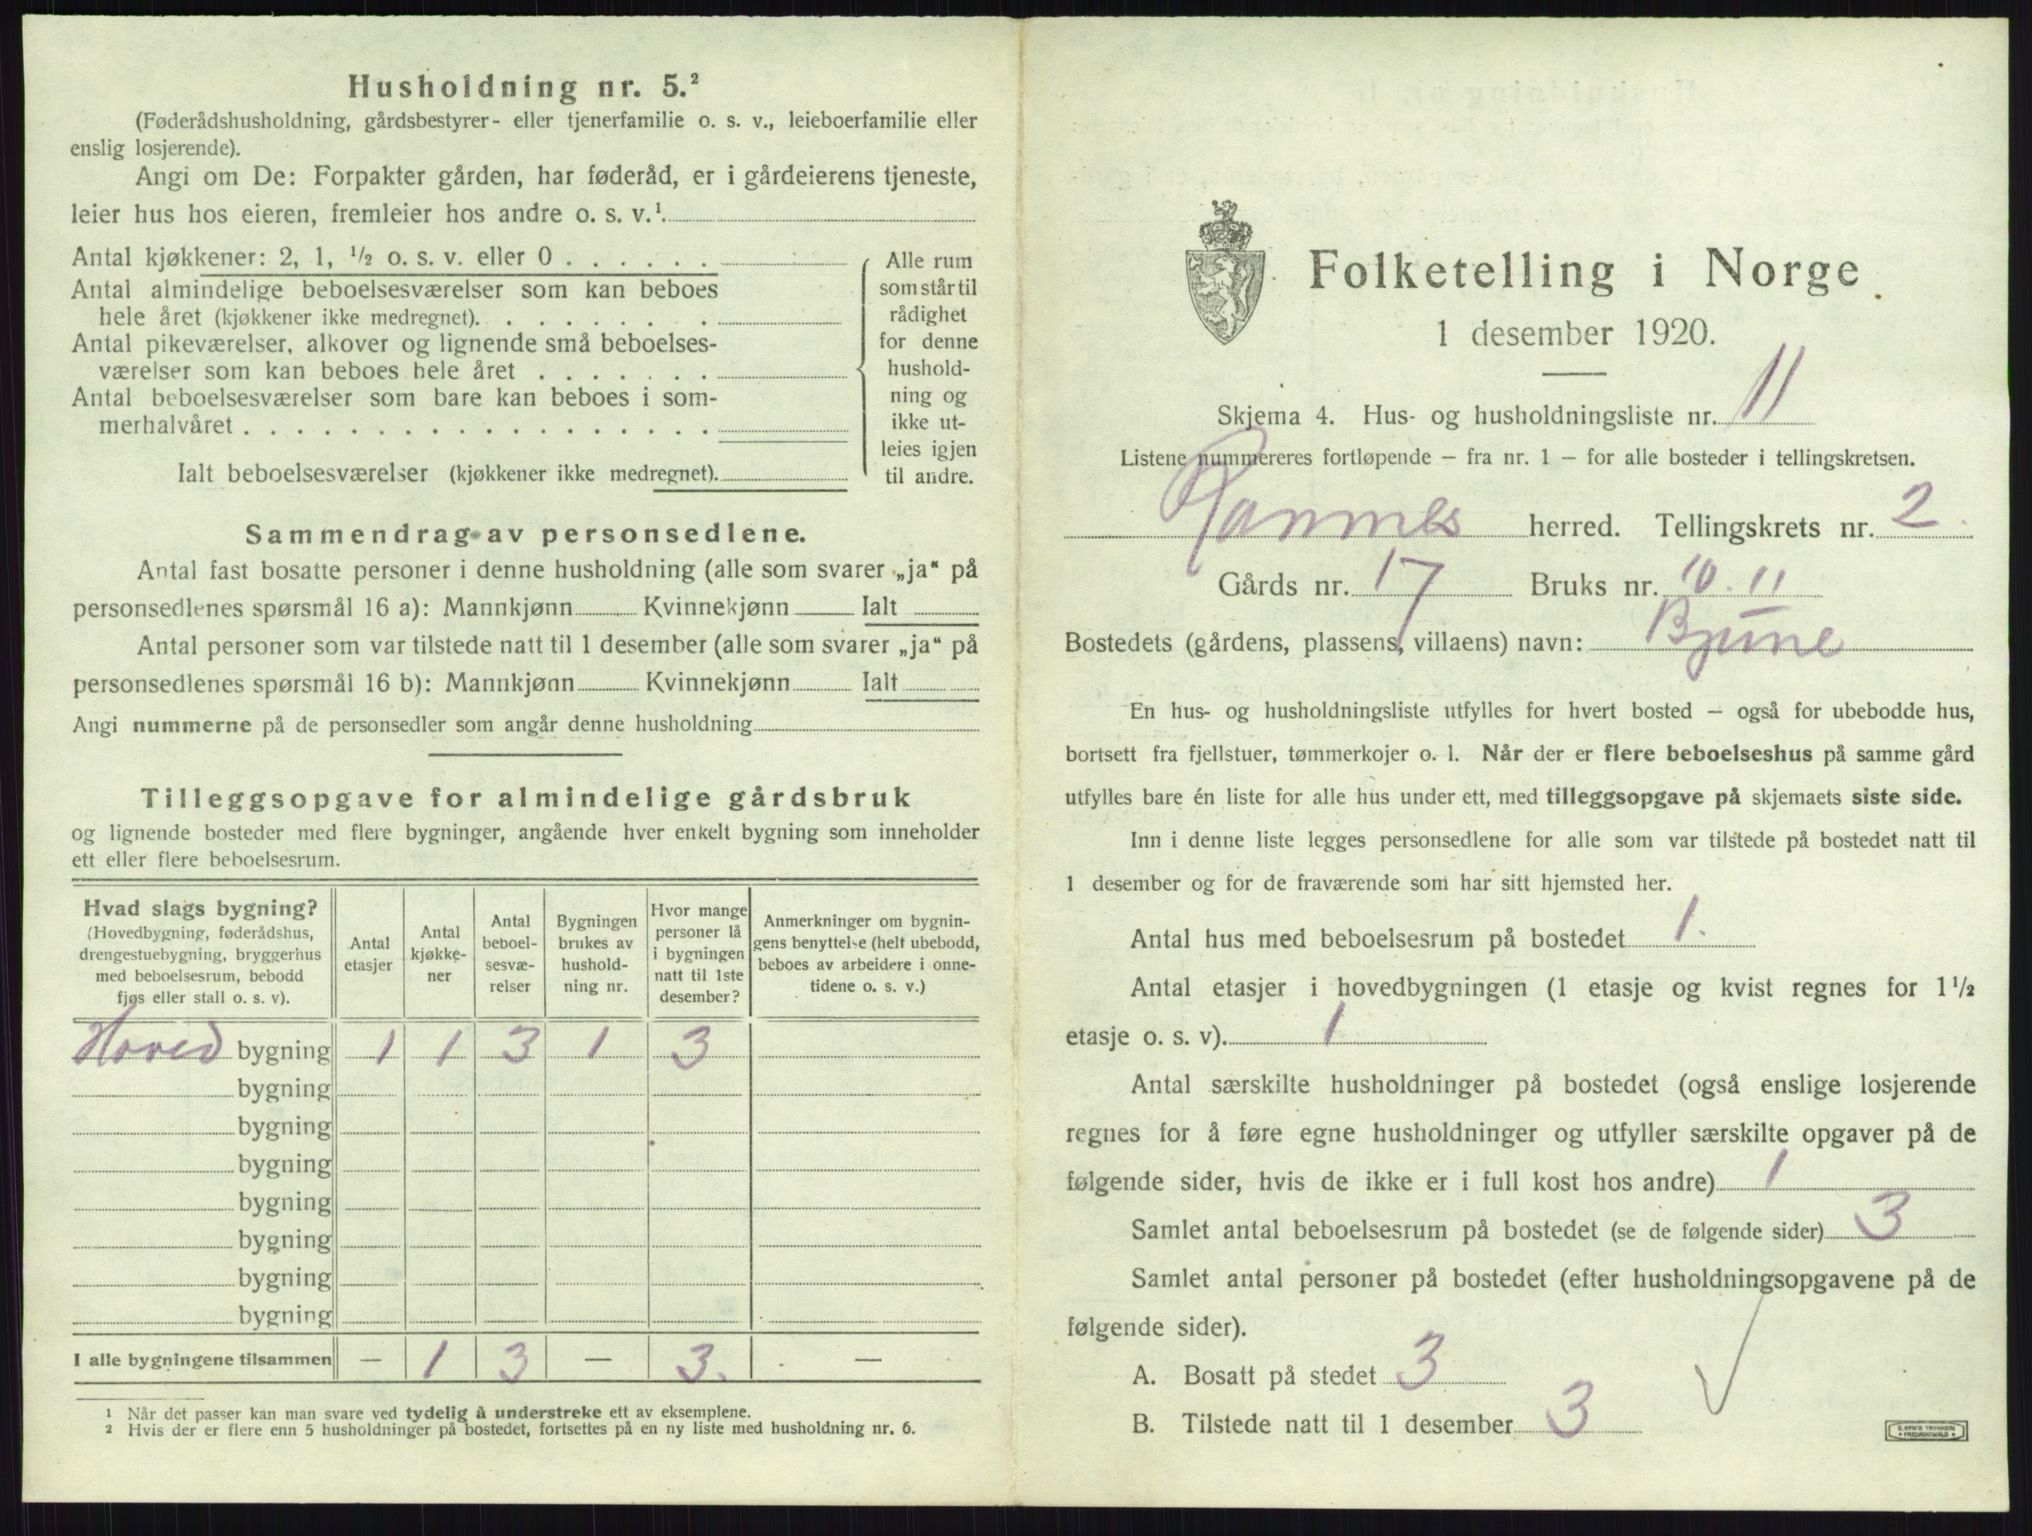 Husholdning nr. 5.²
(Føderådshusholdning, gårdsbestyrer- eller tjenerfamilie o. s. v., leieboerfamilie eller
enslig losjerende).
Angi om De: Forpakter gården, har føderåd, er i gårdeierens tjeneste,
leier hus hos eieren, fremleier hos andre o. s. v.¹
Antal kjøkkener: 2, 1, ½ o. s. v. eller 0 . . . . . .
Antal almindelige beboelsesværelser som kan beboes
hele året (kjøkkener ikke medregnet). . . . . . . . .
Antal pikeværelser, alkover og lignende små beboelses-
værelser som kan beboes hele året . . . . . . .
Antal beboelsesværelser som bare kan beboes i som-
merhalvåret . . . . . . . . . . . . . . . . . .
Ialt beboelsesværelser (kjøkkener ikke medregnet).
Alle rum
som står til
rådighet
for denne
hushold-
ning og
ikke ut-
leies igjen
til andre.
Sammendrag av personsedlene.
Antal fast bosatte personer i denne husholdning (alle som svarer „ja“ på
personsedlenes spørsmål 16 a): Mannkjønn Kvinnekjønn Ialt
Antal personer som var tilstede natt til 1 desember (alle som svarer „ja“ på
personsedlenes spørsmål 16 b): Mannkjønn Kvinnekjønn Ialt
Angi nummerne på de personsedler som angår denne husholdning
Tilleggsopgave for almindelige gårdsbruk
og lignende bosteder med flere bygninger, angående hver enkelt bygning som inneholder
ett eller flere beboelsesrum.
Hvad slags bygning?
(Hovedbygning, føderådshus,
drengestuebygning, bryggerhus
med beboelsesrum, bebodd
fjøs eller stall o. s. v).
Antal
etasjer
Antal
kjøkke-
ner
Antal
beboel-
sesvæ-
relser
Bygningen
brukes av
hushold-
ning nr.
Hvor mange
personer lå
i bygningen
natt til 1ste
desember?
Anmerkninger om bygnin-
gens benyttelse (helt ubebodd,
beboes av arbeidere i onne-
tidene o. s. v.)
Hoved bygning 1 1 3 1 3
bygning
bygning
bygning
bygning
bygning
bygning
bygning
I alle bygningene tilsammen — 1 3 — 3. —
¹ Når det passer kan man svare ved tydelig å understreke ett av eksemplene.
² Hvis der er flere enn 5 husholdninger på bostedet, fortsettes på en ny liste med husholdning nr. 6.
Folketelling i Norge
1 desember 1920.
Skjema 4. Hus- og husholdningsliste nr. 11
Listene nummereres fortløpende – fra nr. 1 – for alle bosteder i tellingskretsen.
Ramnes herred. Tellingskrets nr. 2.
Gårds nr. 17 Bruks nr. 10. 11
Bostedets (gårdens, plassens, villaens) navn: Bjune
En hus- og husholdningsliste utfylles for hvert bosted – også for ubebodde hus,
bortsett fra fjellstuer, tømmerkojer o. l. Når der er flere beboelseshus på samme gård
utfylles bare én liste for alle hus under ett, med tilleggsopgave på skjemaets siste side.
Inn i denne liste legges personsedlene for alle som var tilstede på bostedet natt til
1 desember og for de fraværende som har sitt hjemsted her.
Antal hus med beboelsesrum på bostedet 1.
Antal etasjer i hovedbygningen (1 etasje og kvist regnes for 1½
etasje o. s. v). 1
Antal særskilte husholdninger på bostedet (også enslige losjerende
regnes for å føre egne husholdninger og utfyller særskilte opgaver på de
følgende sider, hvis de ikke er i full kost hos andre) 1
Samlet antal beboelsesrum på bostedet (se de følgende sider) 3
Samlet antal personer på bostedet (efter husholdningsopgavene på de
følgende sider).
A. Bosatt på stedet 3
B. Tilstede natt til 1 desember 3